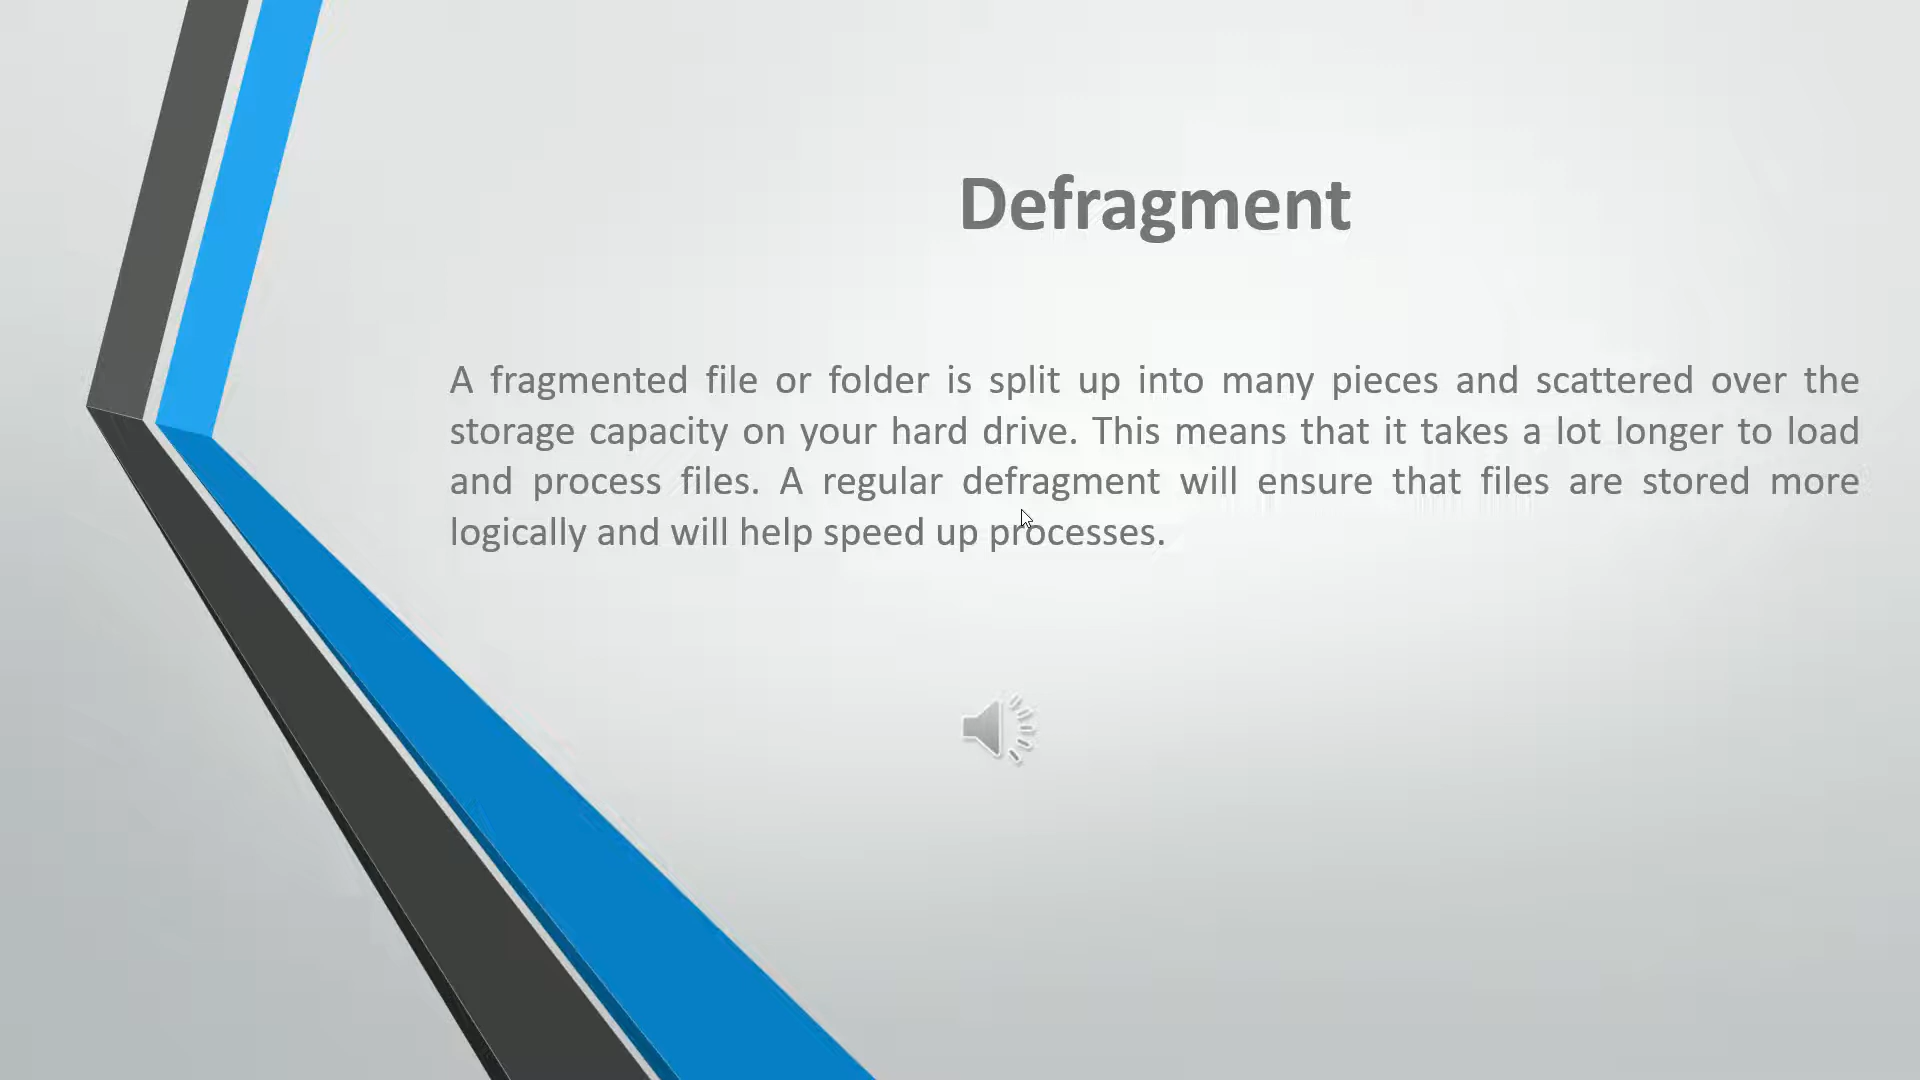 Defragment
A fragmented file or folder is split up into many pieces and scattered over the
storage capacity on your hard drive. This means that it takes a lot longer to load
and process files. A regular defragment will ensure that files are stored more
logically and will help speed up processes.